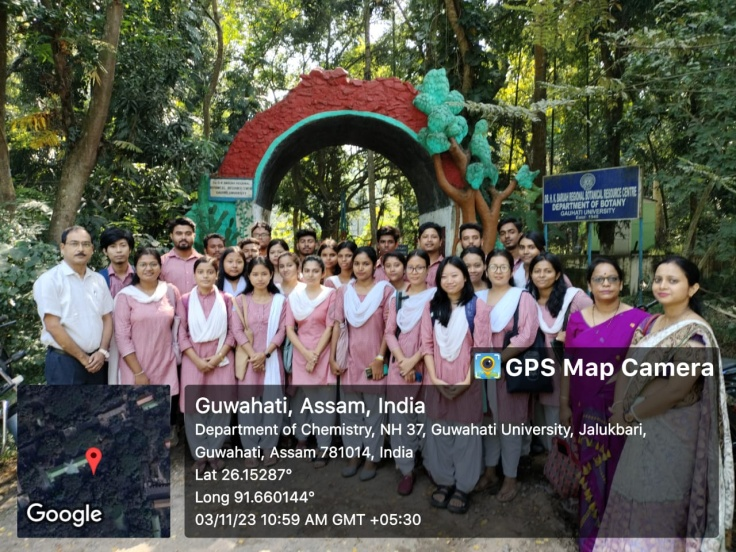 DR. H. K. BARUAH REGIONAL BOTANICAL RESOURCE CENTRE
DEPARTMENT OF BOTANY
GAUHATI UNIVERSITY
GPS Map Camera
Guwahati, Assam, India
Department of Chemistry, NH 37, Guwahati University, Jalukbari,
Guwahati, Assam 781014, India
Lat 26.15287°
Long 91.660144°
03/11/23 10:59 AM GMT +05:30
Google